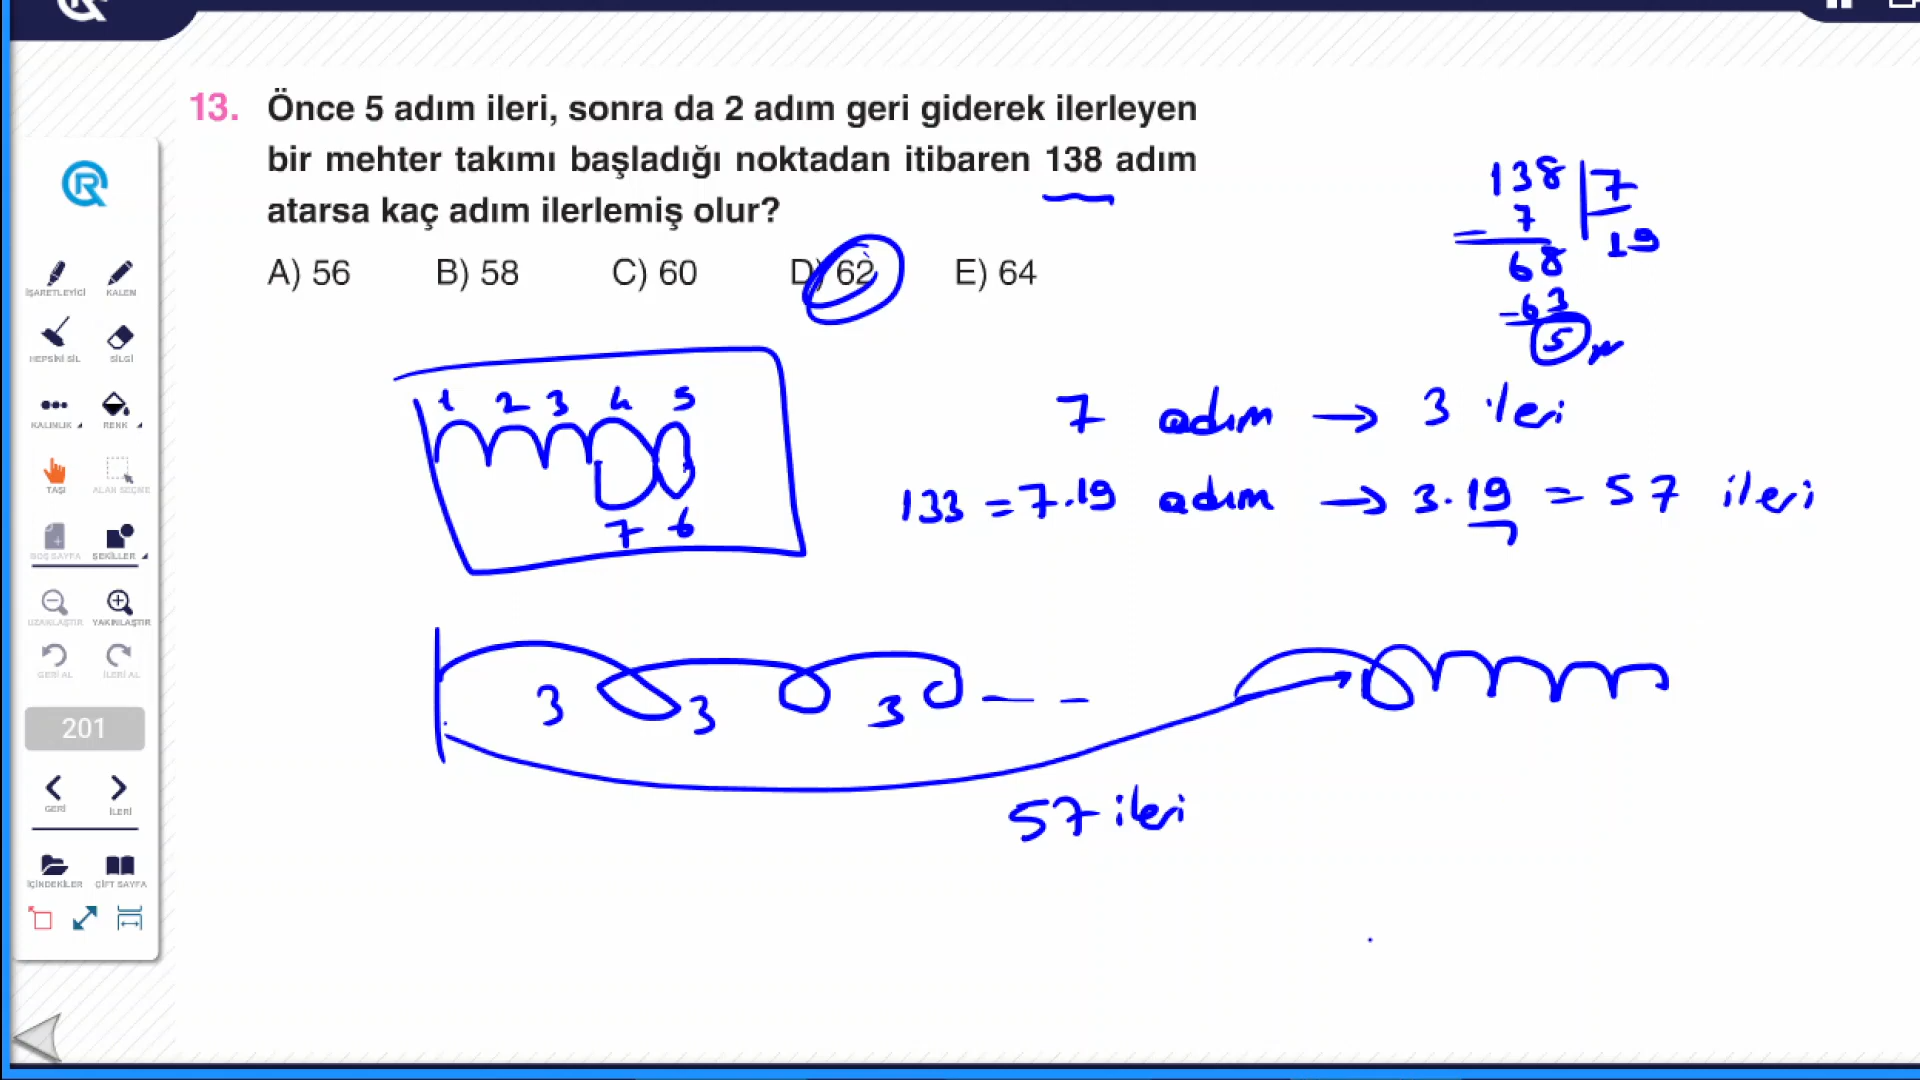 13. Önce 5 adım ileri, sonra da 2 adım geri giderek ilerleyen
bir mehter takımı başladığı noktadan itibaren 138 adım
atarsa kaç adım ilerlemiş olur?
A) 56 B) 58 C) 60 D) 62 E) 64
138 | 7
7
19
68
-63
5
1 2 3 4 5
7 6
7 adım → 3 ileri
133 = 7.19 adım → 3.19 = 57 ileri
3 3 3 - - -
57 ileri
R
İŞARETLEYİCİ KALEM
HEPSİNİ SİL SİLGİ
KALINLIK RENK
TAŞI ALAN SEÇME
BOŞ SAYFA ŞEKİLLER
UZAKLAŞTIR YAKINLAŞTIR
GERİ AL İLERİ AL
201
GERİ İLERİ
İÇİNDEKİLER ÇİFT SAYFA